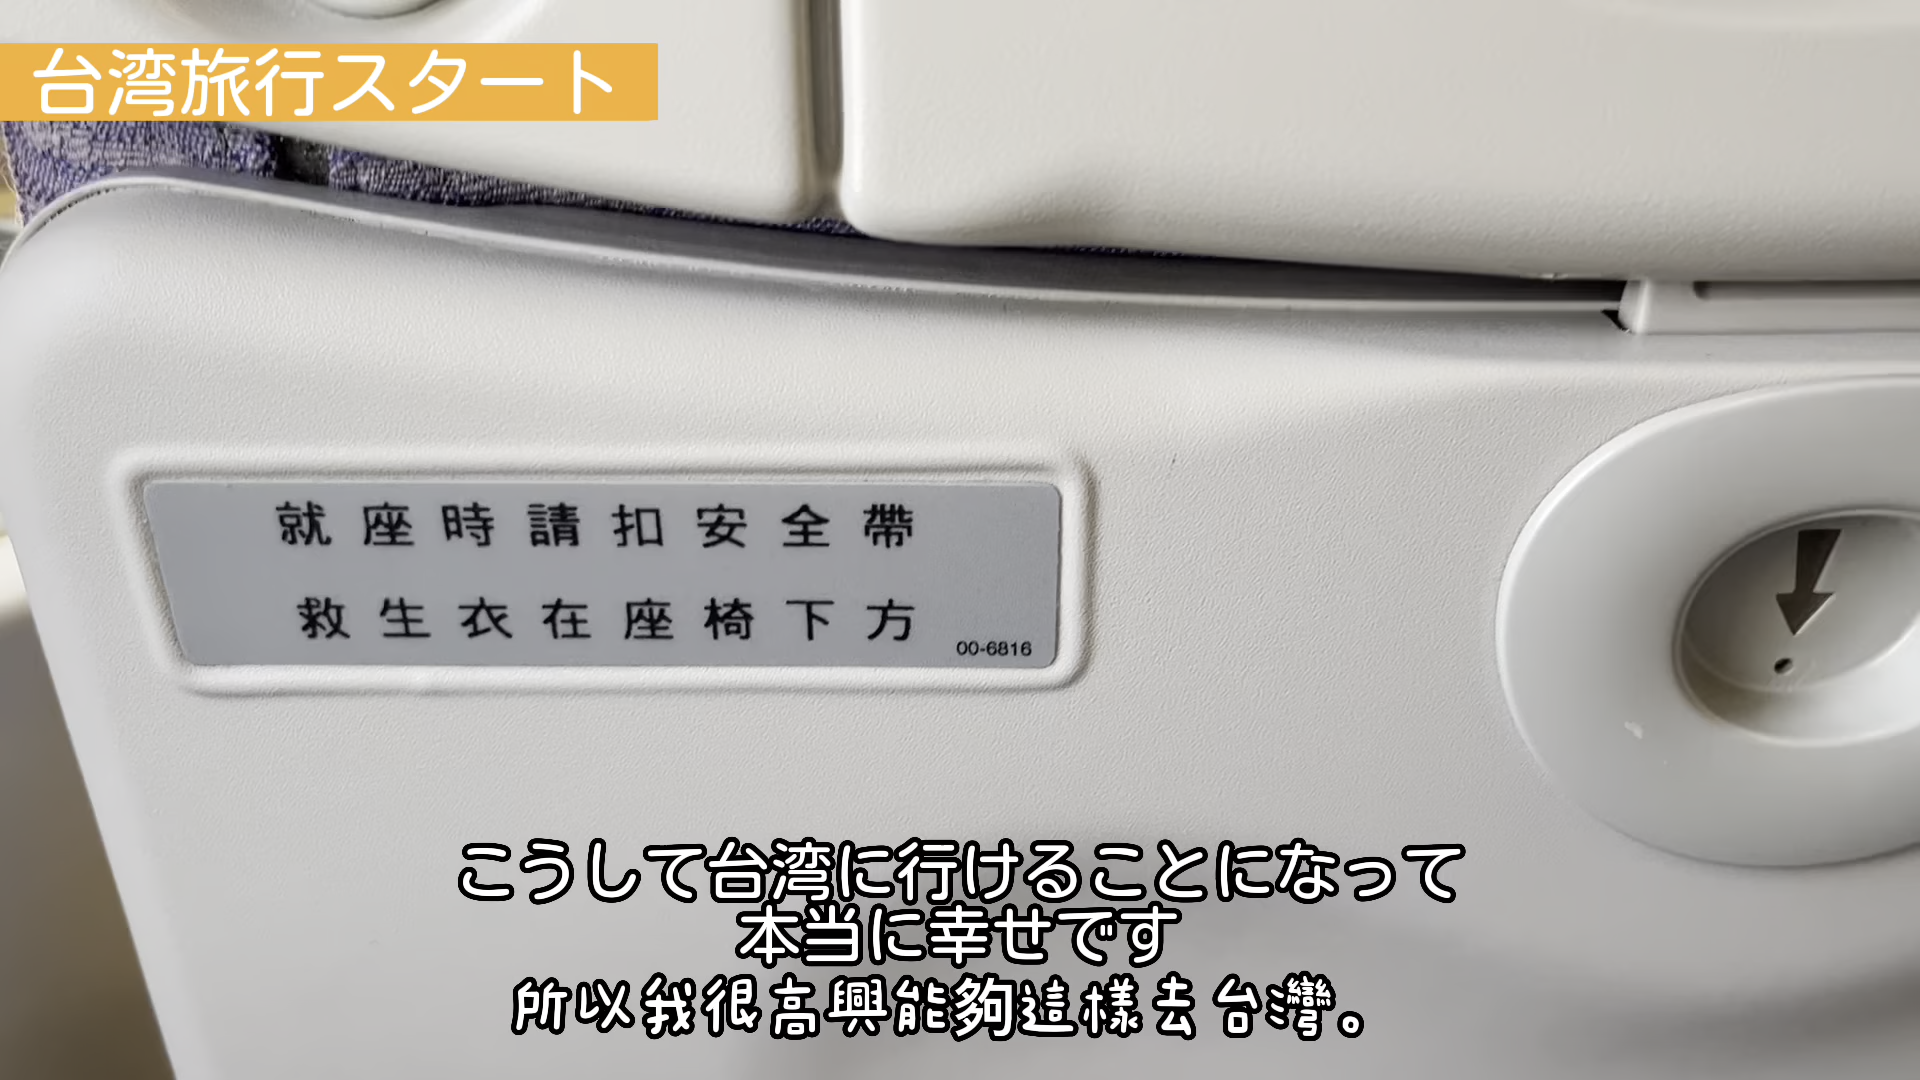 台湾旅行スタート
就座時請扣安全帶
救生衣在座椅下方
00-6816
こうして台湾に行けることになって
本当に幸せです
所以我很高興能夠這樣去台灣。